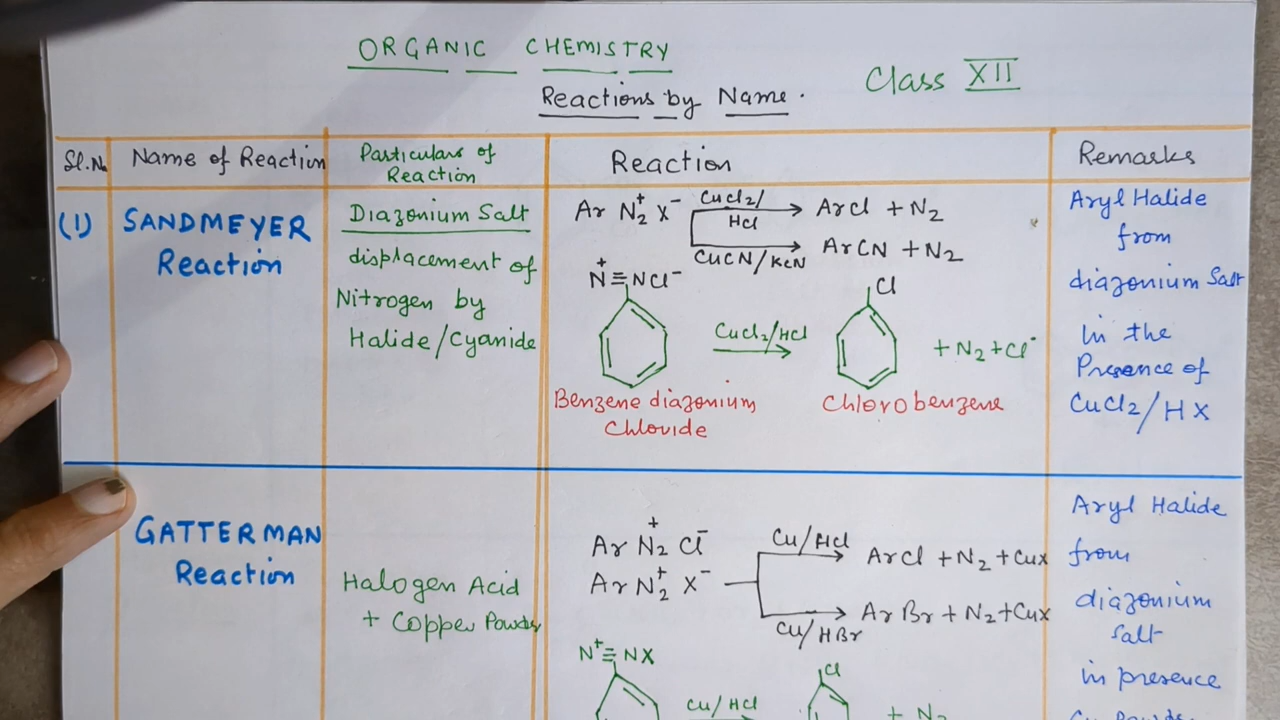 ORGANIC CHEMISTRY
Class XII
Reactions by Name.
Sl.No Name of Reaction Particulars of Reaction Reaction Remarks
(1) SANDMEYER
Reaction
Diazonium Salt
displacement of
Nitrogen by
Halide/Cyanide
Ar N₂⁺ X⁻ CuCl₂/ HCl ArCl + N₂
CuCN/KCN ArCN + N₂
N⁺≡NCl⁻
Cl
CuCl₂/HCl
+ N₂ + Cl⁻
Benzene diazonium
Chloride
Chlorobenzene
Aryl Halide
from
diazonium Salt
In the
Presence of
CuCl₂/HX
GATTERMAN
Reaction
Halogen Acid
+ Copper Powder
Ar N₂⁺ Cl⁻ Cu/HCl ArCl + N₂ + CuX
Ar N₂⁺ X⁻
Cu/HBr ArBr + N₂ + CuX
N⁺≡NX
Cl
Cu/HCl
+ N₂
Aryl Halide
from
diazonium
salt
in presence
Cu Powder